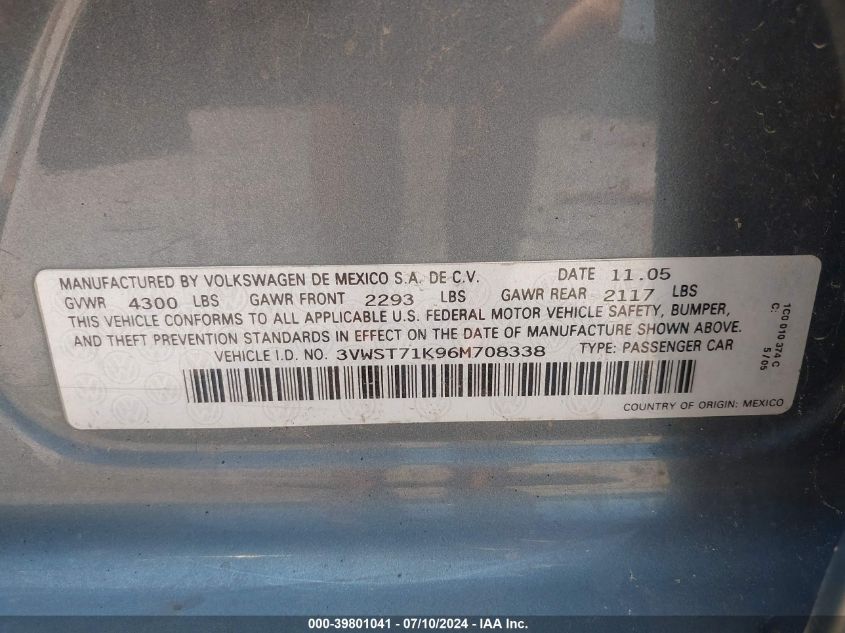 MANUFACTURED BY VOLKSWAGEN DE MEXICO S.A. DE C.V. DATE 11.05
GVWR 4300 LBS GAWR FRONT 2293 LBS GAWR REAR 2117 LBS
THIS VEHICLE CONFORMS TO ALL APPLICABLE U.S. FEDERAL MOTOR VEHICLE SAFETY, BUMPER,
AND THEFT PREVENTION STANDARDS IN EFFECT ON THE DATE OF MANUFACTURE SHOWN ABOVE.
VEHICLE I.D. NO. 3VWST71K96M708338 TYPE: PASSENGER CAR
COUNTRY OF ORIGIN: MEXICO
1C0 010 374 C
C: 5/05
000-39801041 / 07/10/2024 - IAA Inc.